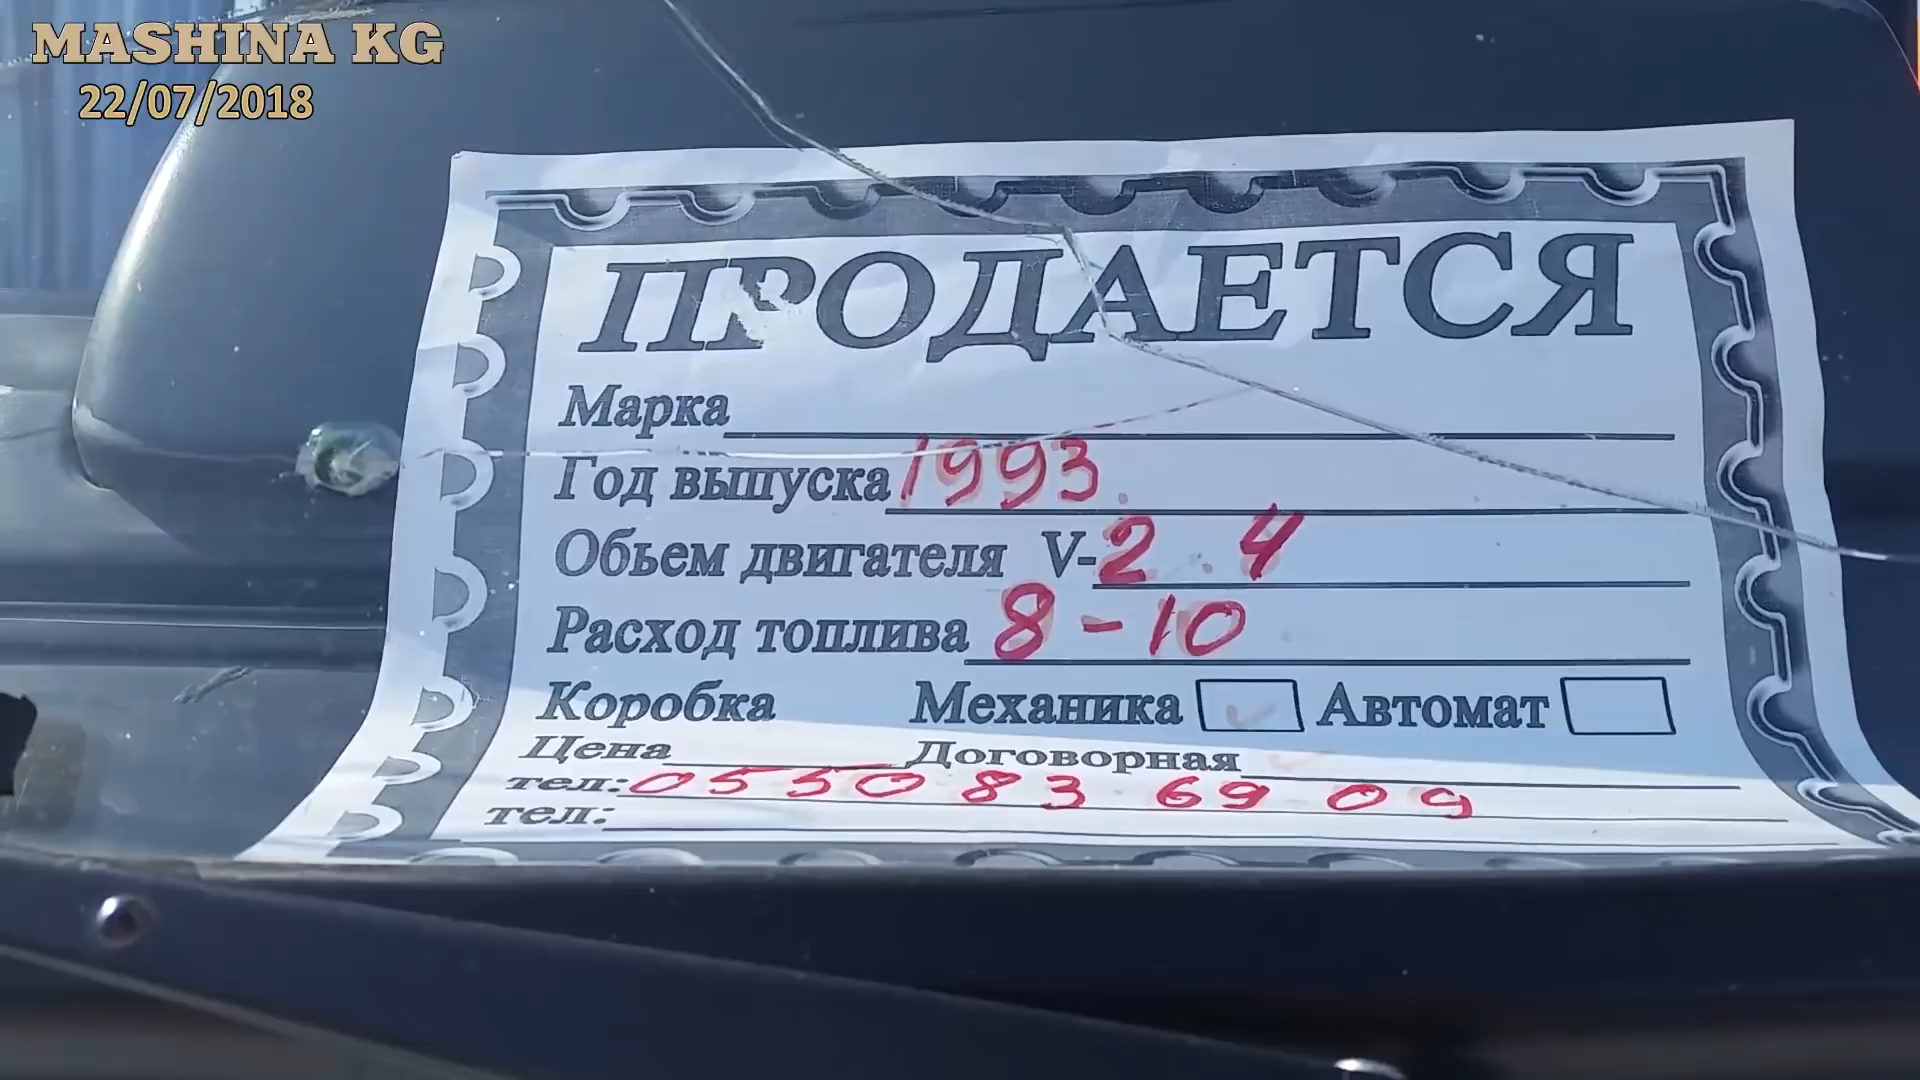 MASHINA KG
22/07/2018
ПРОДАЕТСЯ
Марка
Год выпуска 1993
Обьем двигателя V-2.4
Расход топлива 8-10
Коробка Механика Автомат
Цена Договорная
тел: 0550 83 69 09
тел: